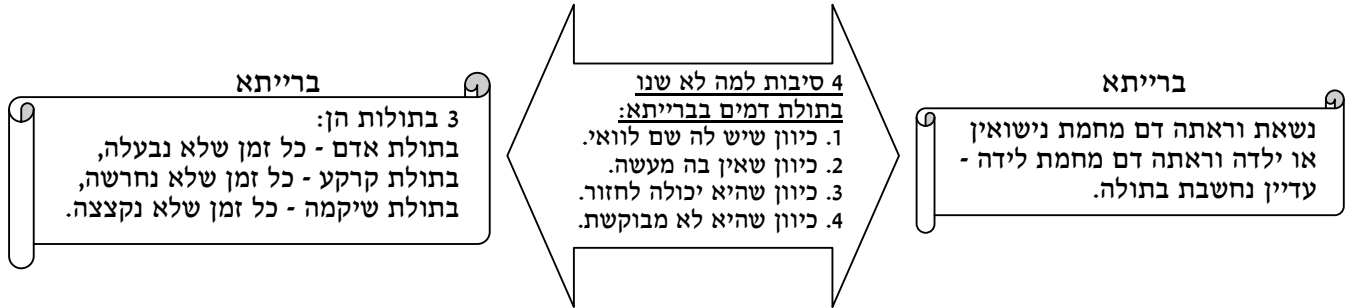 ברייתא
נשאת וראתה דם מחמת נישואין
או ילדה וראתה דם מחמת לידה -
עדיין נחשבת בתולה.
4 סיבות למה לא שנו
בתולת דמים בברייתא:
1. כיוון שיש לה שם לוואי.
2. כיוון שאין בה מעשה.
3. כיוון שהיא יכולה לחזור.
4. כיוון שהיא לא מבוקשת.
ברייתא
3 בתולות הן:
בתולת אדם - כל זמן שלא נבעלה,
בתולת קרקע - כל זמן שלא נחרשה,
בתולת שיקמה - כל זמן שלא נקצצה.